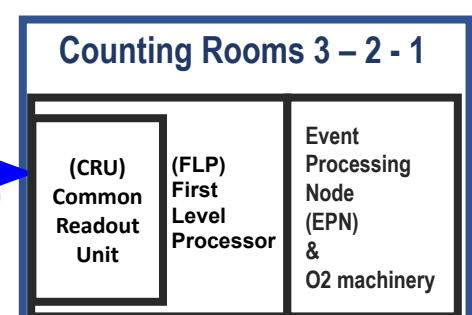 Counting Rooms 3 – 2 - 1
(CRU)
Common
Readout
Unit
(FLP)
First
Level
Processor
Event
Processing
Node
(EPN)
&
O2 machinery